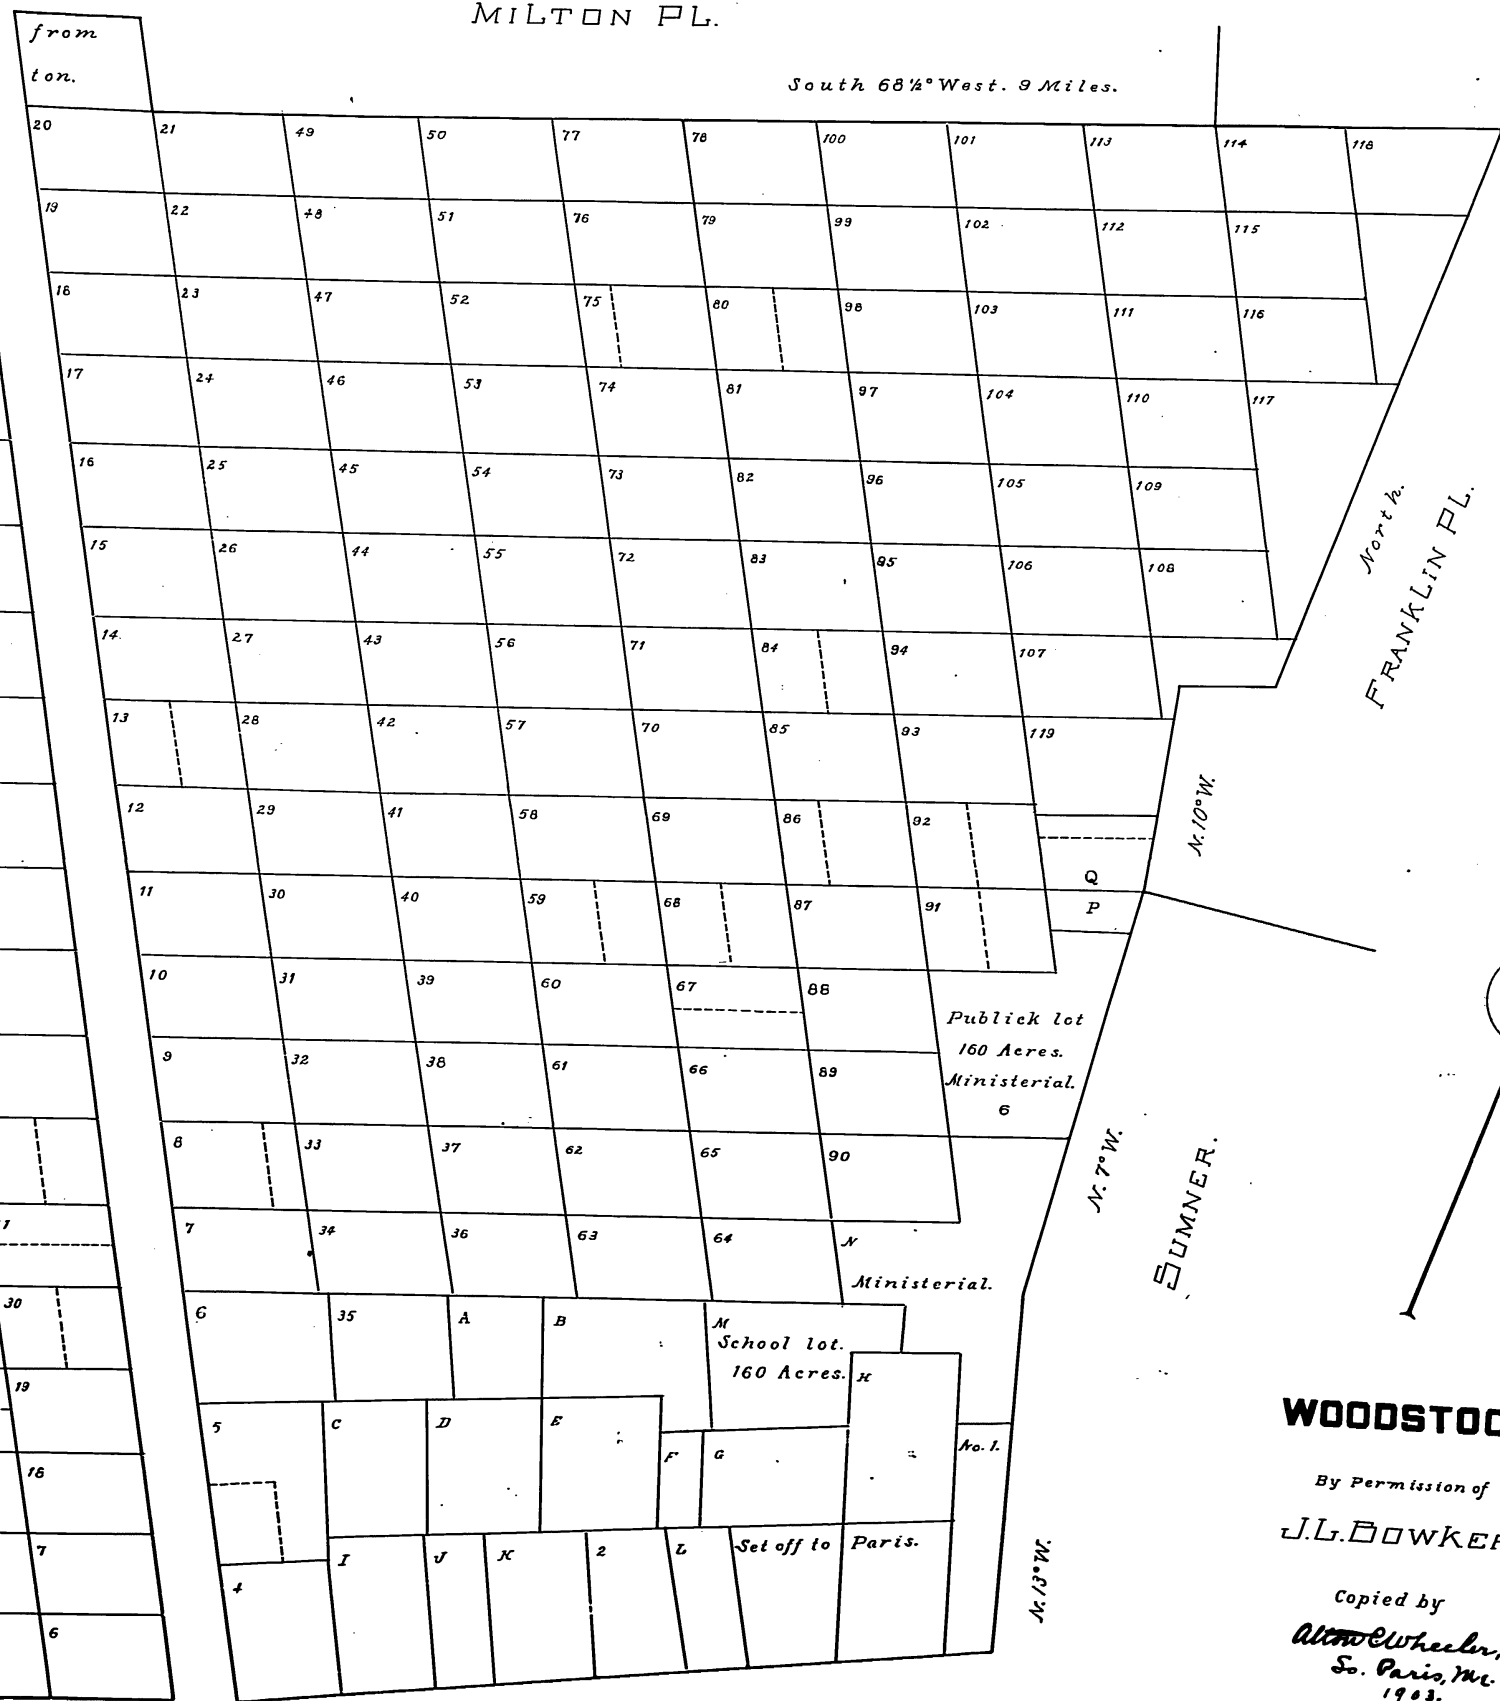 MILTON PL.
from
ton.
South 68½° West. 9 Miles.
20 21 49 50 77 78 100 101 113 114 118
19 22 48 51 76 79 99 102 112 115
18 23 47 52 75 80 98 103 111 116
17 24 46 53 74 81 97 104 110 117
16 25 45 54 73 82 96 105 109
15 26 44 55 72 83 95 106 108
14 27 43 56 71 84 94 107
13 28 42 57 70 85 93 119
12 29 41 58 69 86 92
Q
11 30 40 59 68 87 91 P
10 31 39 60 67 88
Publick lot
160 Acres.
Ministerial.
6
9 32 38 61 66 89
8 33 37 62 65 90
7 34 36 63 64 N
Ministerial.
6 35 A B M
School lot.
160 Acres.
H
5 C D E F G No. 1.
4 I J K 2 L Set off to Paris.
1
30
19
18
7
6
North.
FRANKLIN PL.
N. 10° W.
N. 7° W.
SUMNER.
N. 13° W.
WOODSTOC
By Permission of
J.L. BOWKER
Copied by
Alton C Wheeler,
So. Paris, Me.
1903.